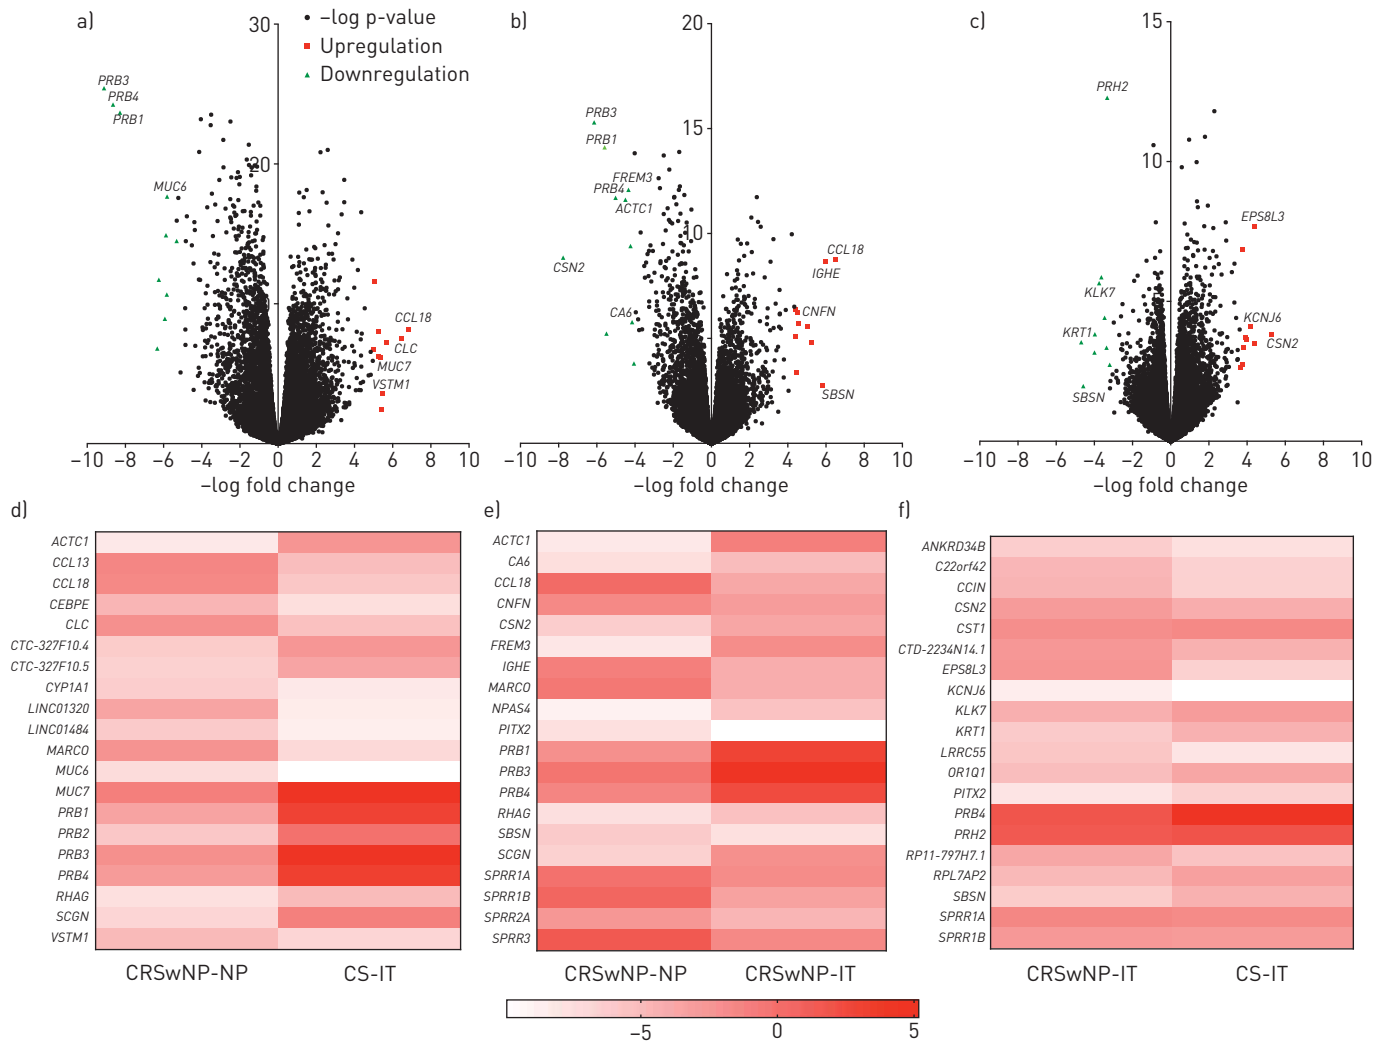 a)
30
20
10
–log p-value
Upregulation
Downregulation
PRB3
PRB4
PRB1
MUC6
CCL18
CLC
MUC7
VSTM1
–10 –8 –6 –4 –2 0 2 4 6 8 10
–log fold change
b)
20
15
10
PRB3
PRB1
FREM3
PRB4
ACTC1
CSN2
CA6
CCL18
IGHE
CNFN
SBSN
–10 –8 –6 –4 –2 0 2 4 6 8 10
–log fold change
c)
15
10
PRH2
EPS8L3
KLK7
KRT1
KCNJ6
CSN2
SBSN
–10 –8 –6 –4 –2 0 2 4 6 8 10
–log fold change
d)
ACTC1
CCL13
CCL18
CEBPE
CLC
CTC-327F10.4
CTC-327F10.5
CYP1A1
LINC01320
LINC01484
MARCO
MUC6
MUC7
PRB1
PRB2
PRB3
PRB4
RHAG
SCGN
VSTM1
CRSwNP-NP CS-IT
e)
ACTC1
CA6
CCL18
CNFN
CSN2
FREM3
IGHE
MARCO
NPAS4
PITX2
PRB1
PRB3
PRB4
RHAG
SBSN
SCGN
SPRR1A
SPRR1B
SPRR2A
SPRR3
CRSwNP-NP CRSwNP-IT
f)
ANKRD34B
C22orf42
CCIN
CSN2
CST1
CTD-2234N14.1
EPS8L3
KCNJ6
KLK7
KRT1
LRRC55
OR1Q1
PITX2
PRB4
PRH2
RP11-797H7.1
RPL7AP2
SBSN
SPRR1A
SPRR1B
CRSwNP-IT CS-IT
–5 0 5